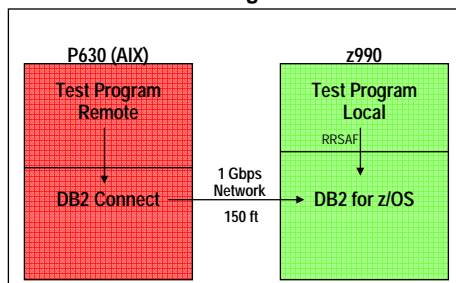 P630 (AIX)
z990
Test Program
Remote
Test Program
Local
RRSAF
1 Gbps
Network
DB2 Connect
DB2 for z/OS
150 ft